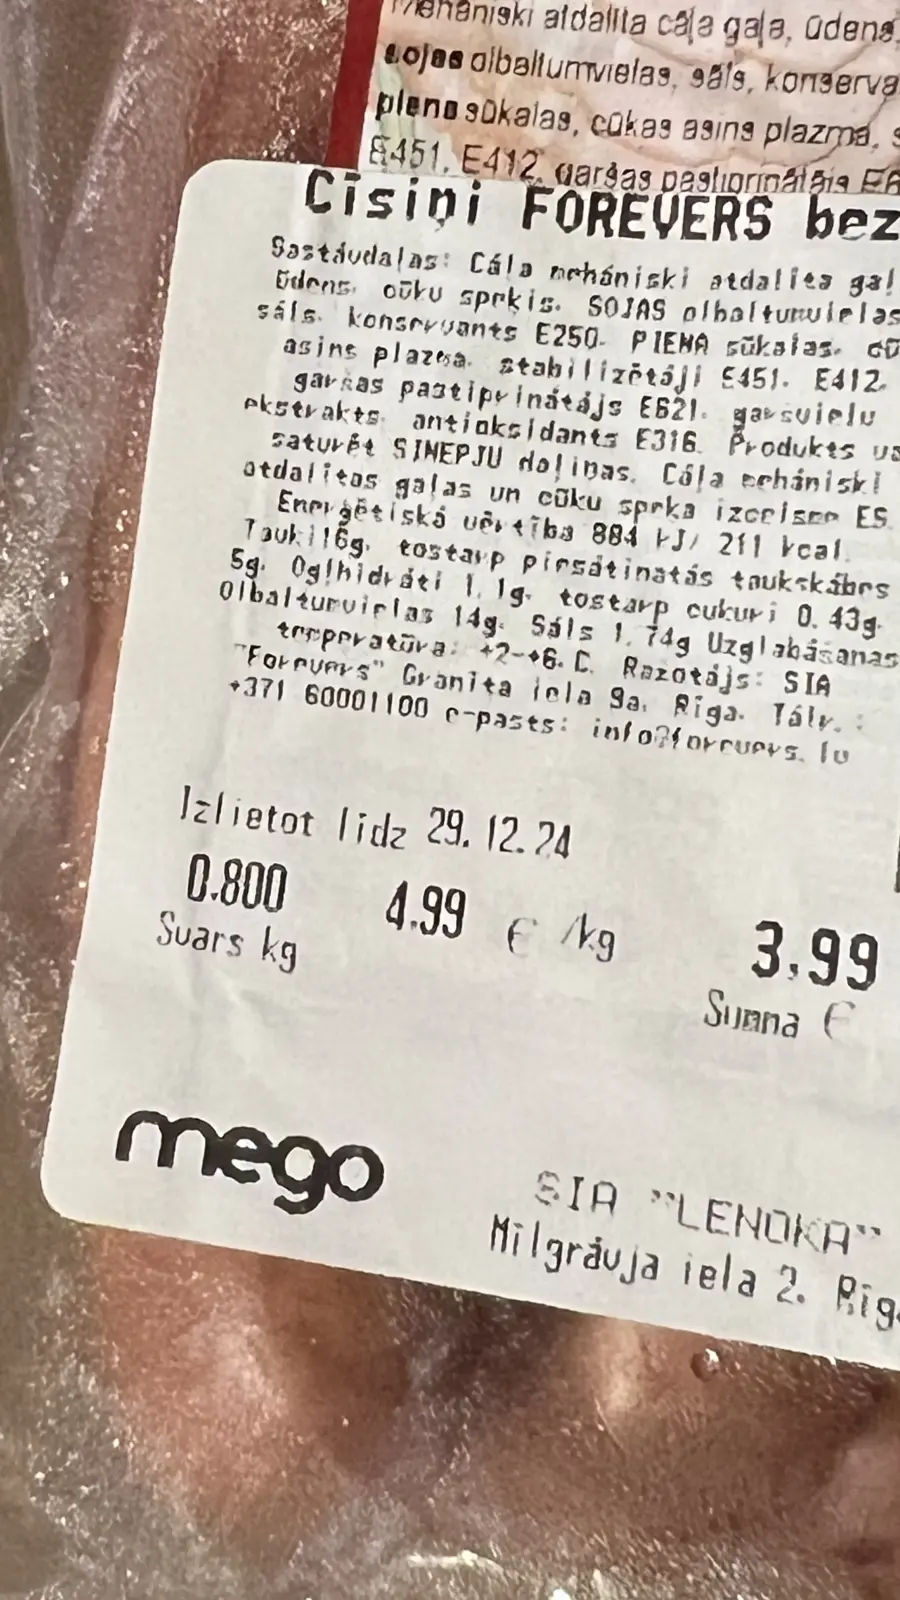 Mehāniski atdalīta cāļa gaļa, ūdens,
sojas olbaltumvielas, sāls, konserva
piena sūkalas, cūkas asins plazma, s
E451, E412, garšas pastiprinātājs E6
Cīsiņi FOREVERS bez
Sastāvdaļas: Cāļa mehāniski atdalīta gaļ
ūdens, cūku speķis, SOJAS olbaltumvielas
sāls, konservants E250, PIENA sūkalas, cū
asins plazma, stabilizētāji E451, E412,
garšas pastiprinātājs E621, garšvielu
ekstrakts, antioksidants E316. Produkts va
saturēt SINEPJU daļiņas. Cāļa mehāniski
atdalītas gaļas un cūku speķa izcelsme ES.
Enerģētiskā vērtība 884 kJ/ 211 kcal.
Tauki 16g, tostarp piesātinātās taukskābes
5g. Ogļhidrāti 1.1g, tostarp cukuri 0.43g.
Olbaltumvielas 14g. Sāls 1.74g Uzglabāšanas
temperatūra: +2-+6. C. Ražotājs: SIA
"Forevers" Granīta iela 9a, Rīga. Tālr.:
+371 60001100 e-pasts: info@forevers.lv
Izlietot līdz 29.12.24
0.800 4.99 € /kg 3.99
Svars kg Summa €
mego
SIA "LENOKA"
Mīlgrāvja iela 2. Rīg